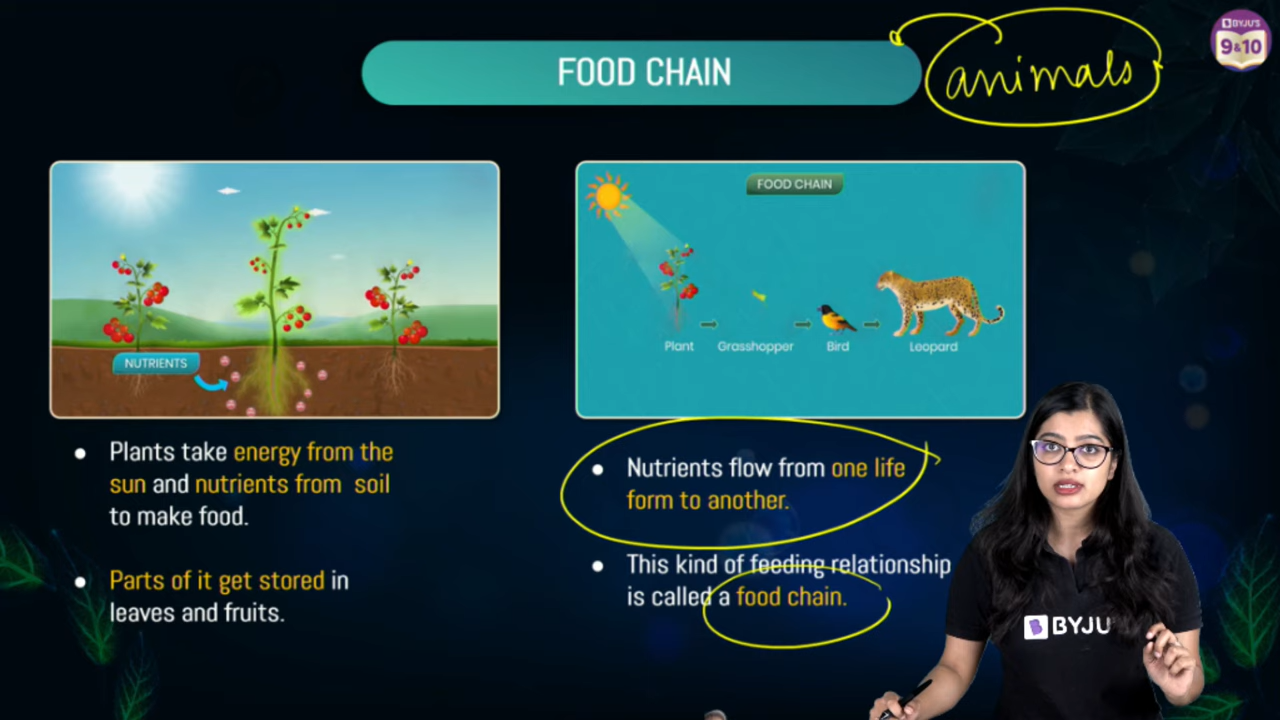 FOOD CHAIN
animals
BYJU'S
9&10
FOOD CHAIN
NUTRIENTS
Plant
Grasshopper
Bird
Leopard
Plants take energy from the
sun and nutrients from soil
to make food.
Parts of it get stored in
leaves and fruits.
Nutrients flow from one life
form to another.
This kind of feeding relationship
is called a food chain.
BYJU